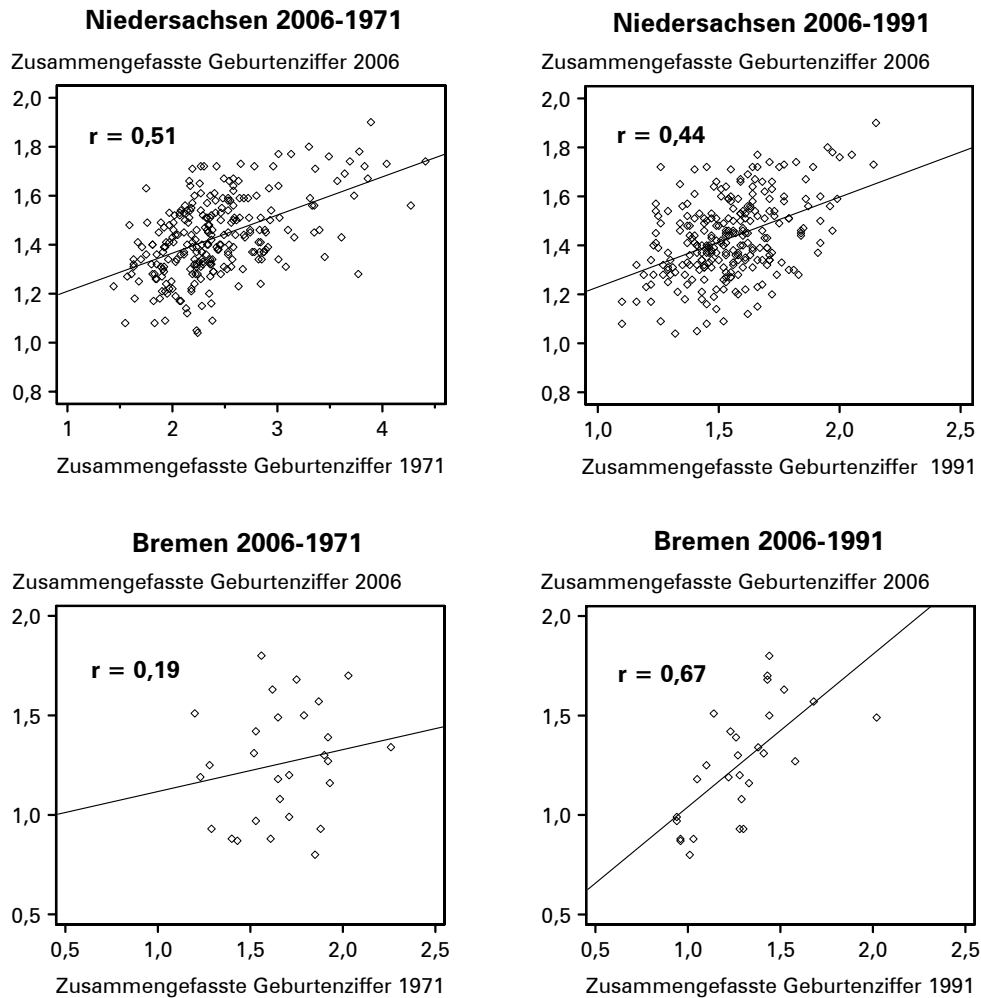 Niedersachsen 2006-1971
Zusammengefasste Geburtenziffer 2006
2,0
1,8
1,6
1,4
1,2
1,0
0,8
r = 0,51
1 2 3 4
Zusammengefasste Geburtenziffer 1971
Niedersachsen 2006-1991
Zusammengefasste Geburtenziffer 2006
2,0
1,8
1,6
1,4
1,2
1,0
0,8
r = 0,44
1,0 1,5 2,0 2,5
Zusammengefasste Geburtenziffer 1991
Bremen 2006-1971
Zusammengefasste Geburtenziffer 2006
2,0
1,5
1,0
0,5
r = 0,19
0,5 1,0 1,5 2,0 2,5
Zusammengefasste Geburtenziffer 1971
Bremen 2006-1991
Zusammengefasste Geburtenziffer 2006
2,0
1,5
1,0
0,5
r = 0,67
0,5 1,0 1,5 2,0 2,5
Zusammengefasste Geburtenziffer 1991